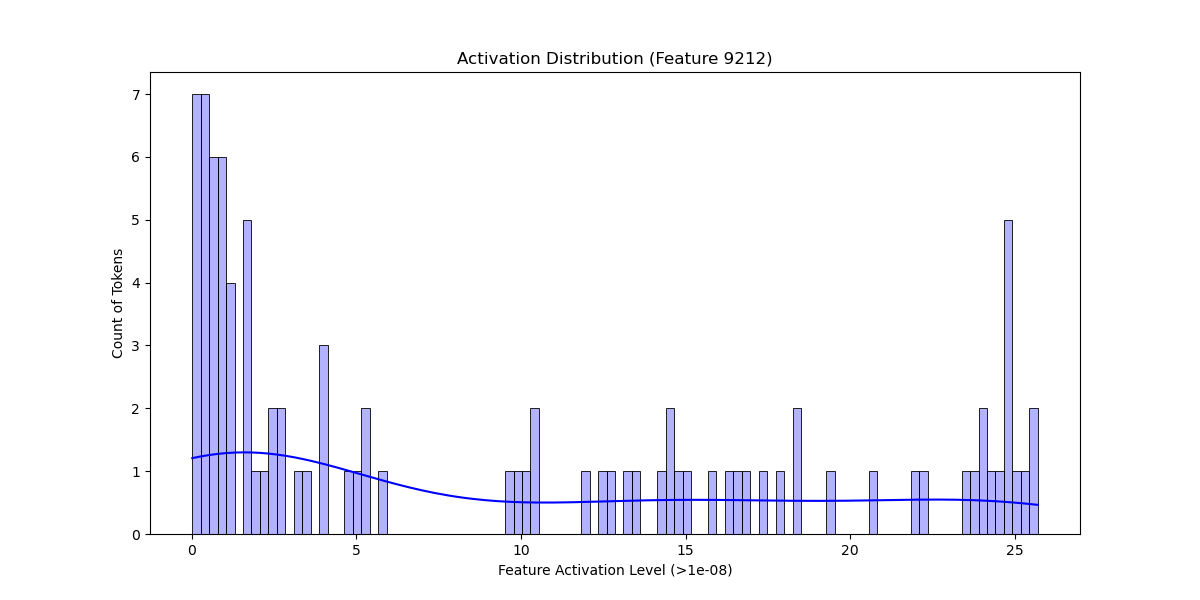 Activation Distribution (Feature 9212)
Count of Tokens
7
6
5
4
3
2
1
0
0 5 10 15 20 25
Feature Activation Level (>1e-08)